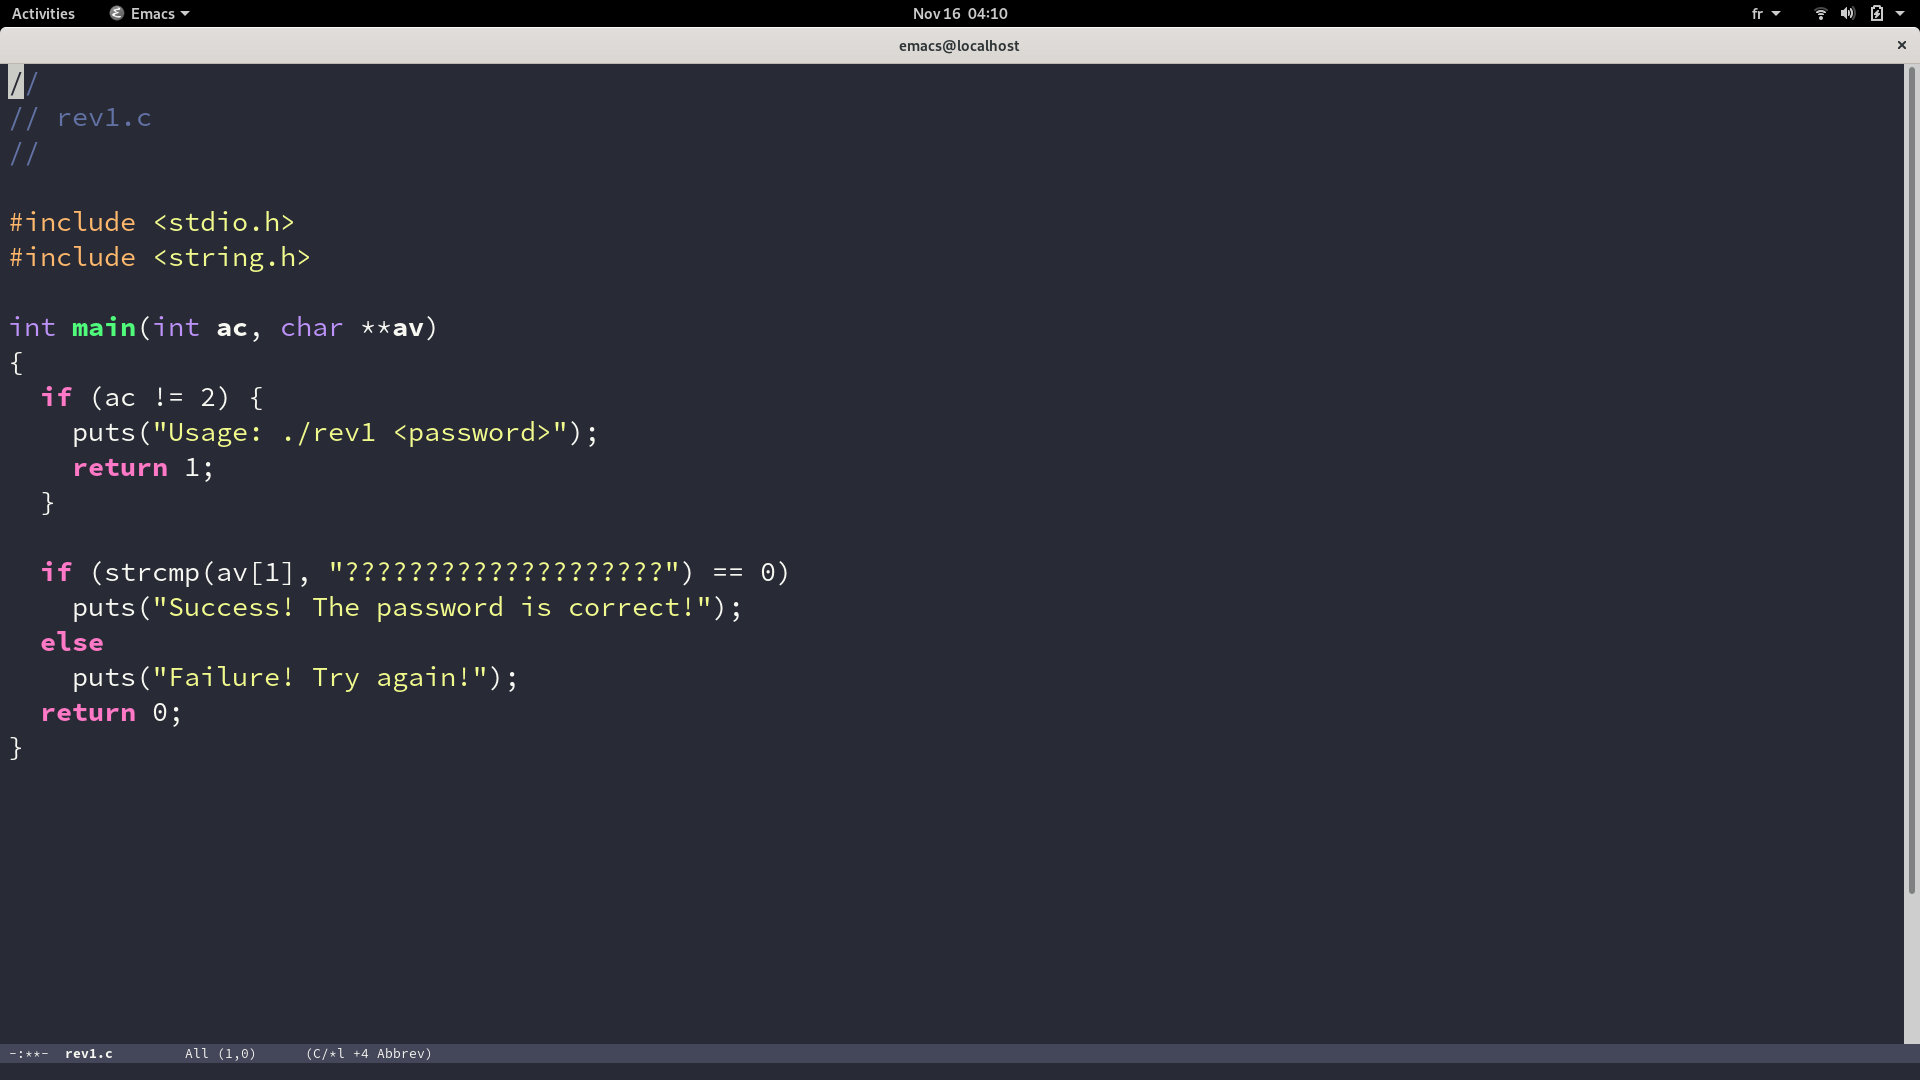 Activities Emacs Nov 16 04:10 fr
emacs@localhost ×
//
// rev1.c
//
#include <stdio.h>
#include <string.h>
int main(int ac, char **av)
{
  if (ac != 2) {
    puts("Usage: ./rev1 <password>");
    return 1;
  }
  if (strcmp(av[1], "????????????????????") == 0)
    puts("Success! The password is correct!");
  else
    puts("Failure! Try again!");
  return 0;
}
-:**- rev1.c All (1,0) (C/*l +4 Abbrev)